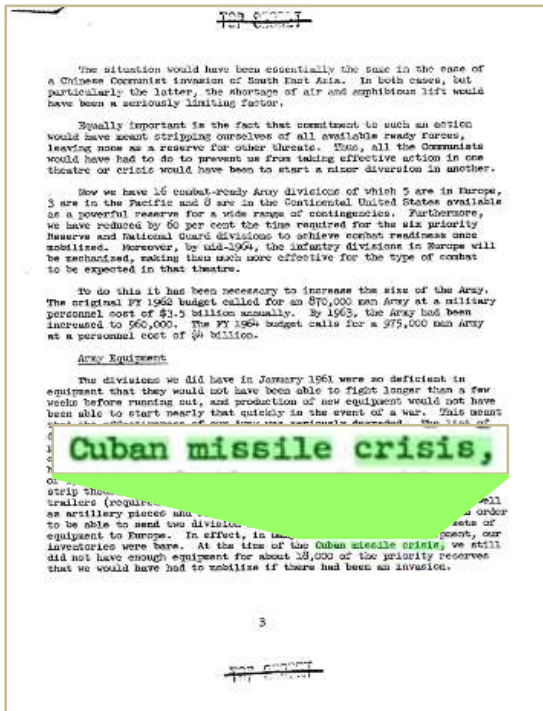 TOP SECRET
The situation would have been essentially the same in the case of
a Chinese Communist invasion of South East Asia. In both cases, but
particularly the latter, the shortage of air and amphibious lift would
have been a seriously limiting factor.
Equally important is the fact that commitment to such an action
would have meant stripping ourselves of all available ready forces,
leaving none as a reserve for other threats. Thus, all the Communists
would have had to do to prevent us from taking effective action in one
theatre or crisis would have been to start a minor diversion in another.
Now we have 16 combat-ready Army divisions of which 5 are in Europe,
3 are in the Pacific and 8 are in the Continental United States available
as a powerful reserve for a wide range of contingencies. Furthermore,
we have reduced by 60 per cent the time required for the six priority
Reserve and National Guard divisions to achieve combat readiness once
mobilized. Moreover, by mid-1964, the infantry divisions in Europe will
be mechanized, making them much more effective for the type of combat
to be expected in that theatre.
To do this it has been necessary to increase the size of the Army.
The original FY 1962 budget called for an 870,000 man Army at a military
personnel cost of $3.5 billion annually. By 1963, the Army had been
increased to 960,000. The FY 1964 budget calls for a 975,000 man Army
at a personnel cost of $4 billion.
Army Equipment
The divisions we did have in January 1961 were so deficient in
equipment that they would not have been able to fight longer than a few
weeks before running out, and production of new equipment would not have
been able to start nearly that quickly in the event of a war. This meant
Cuban missile crisis,
strip
trailers
as artillery pieces and order
to be able to send two division sets of
equipment to Europe. In effect, in our
inventories were bare. At the time of the Cuban missile crisis, we still
did not have enough equipment for about 18,000 of the priority reserves
that we would have had to mobilize if there had been an invasion.
3
TOP SECRET